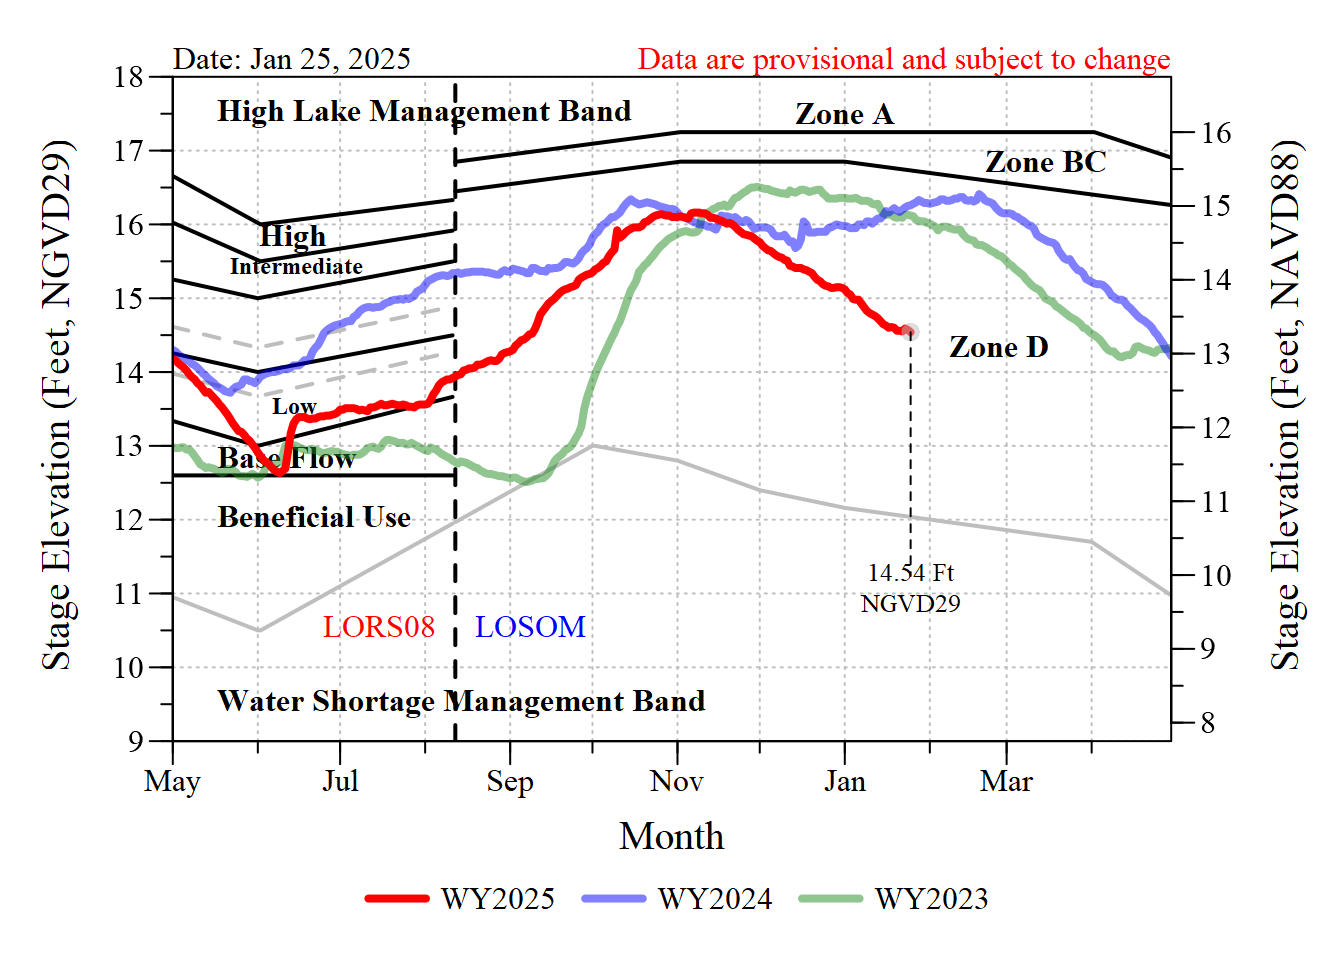 Date: Jan 25, 2025
Data are provisional and subject to change
18
17
16
15
14
13
12
11
10
9
Stage Elevation (Feet, NGVD29)
High Lake Management Band
Zone A
Zone BC
High
Intermediate
Low
Base Flow
Beneficial Use
Zone D
14.54 Ft
NGVD29
LORS08
LOSOM
Water Shortage Management Band
16
15
14
13
12
11
10
9
8
Stage Elevation (Feet, NAVD88)
May Jul Sep Nov Jan Mar
Month
WY2025 WY2024 WY2023